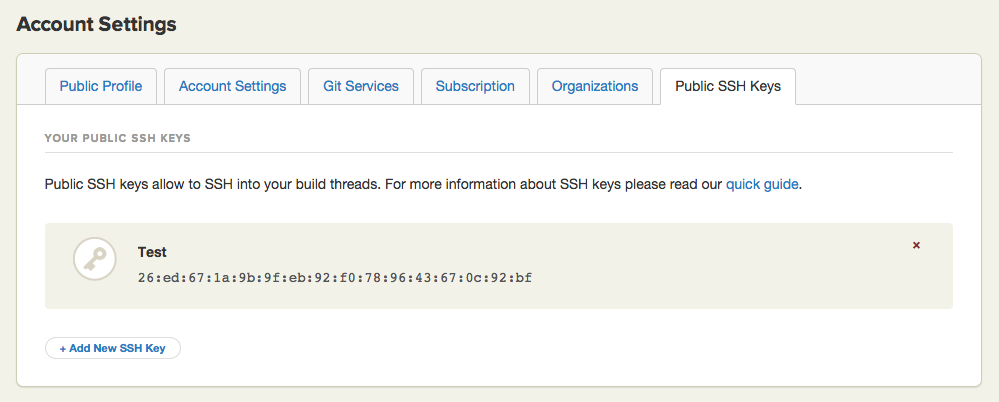 Account Settings
Public Profile
Account Settings
Git Services
Subscription
Organizations
Public SSH Keys
YOUR PUBLIC SSH KEYS
Public SSH keys allow to SSH into your build threads. For more information about SSH keys please read our quick guide.
Test
×
26:ed:67:1a:9b:9f:eb:92:f0:78:96:43:67:0c:92:bf
+ Add New SSH Key